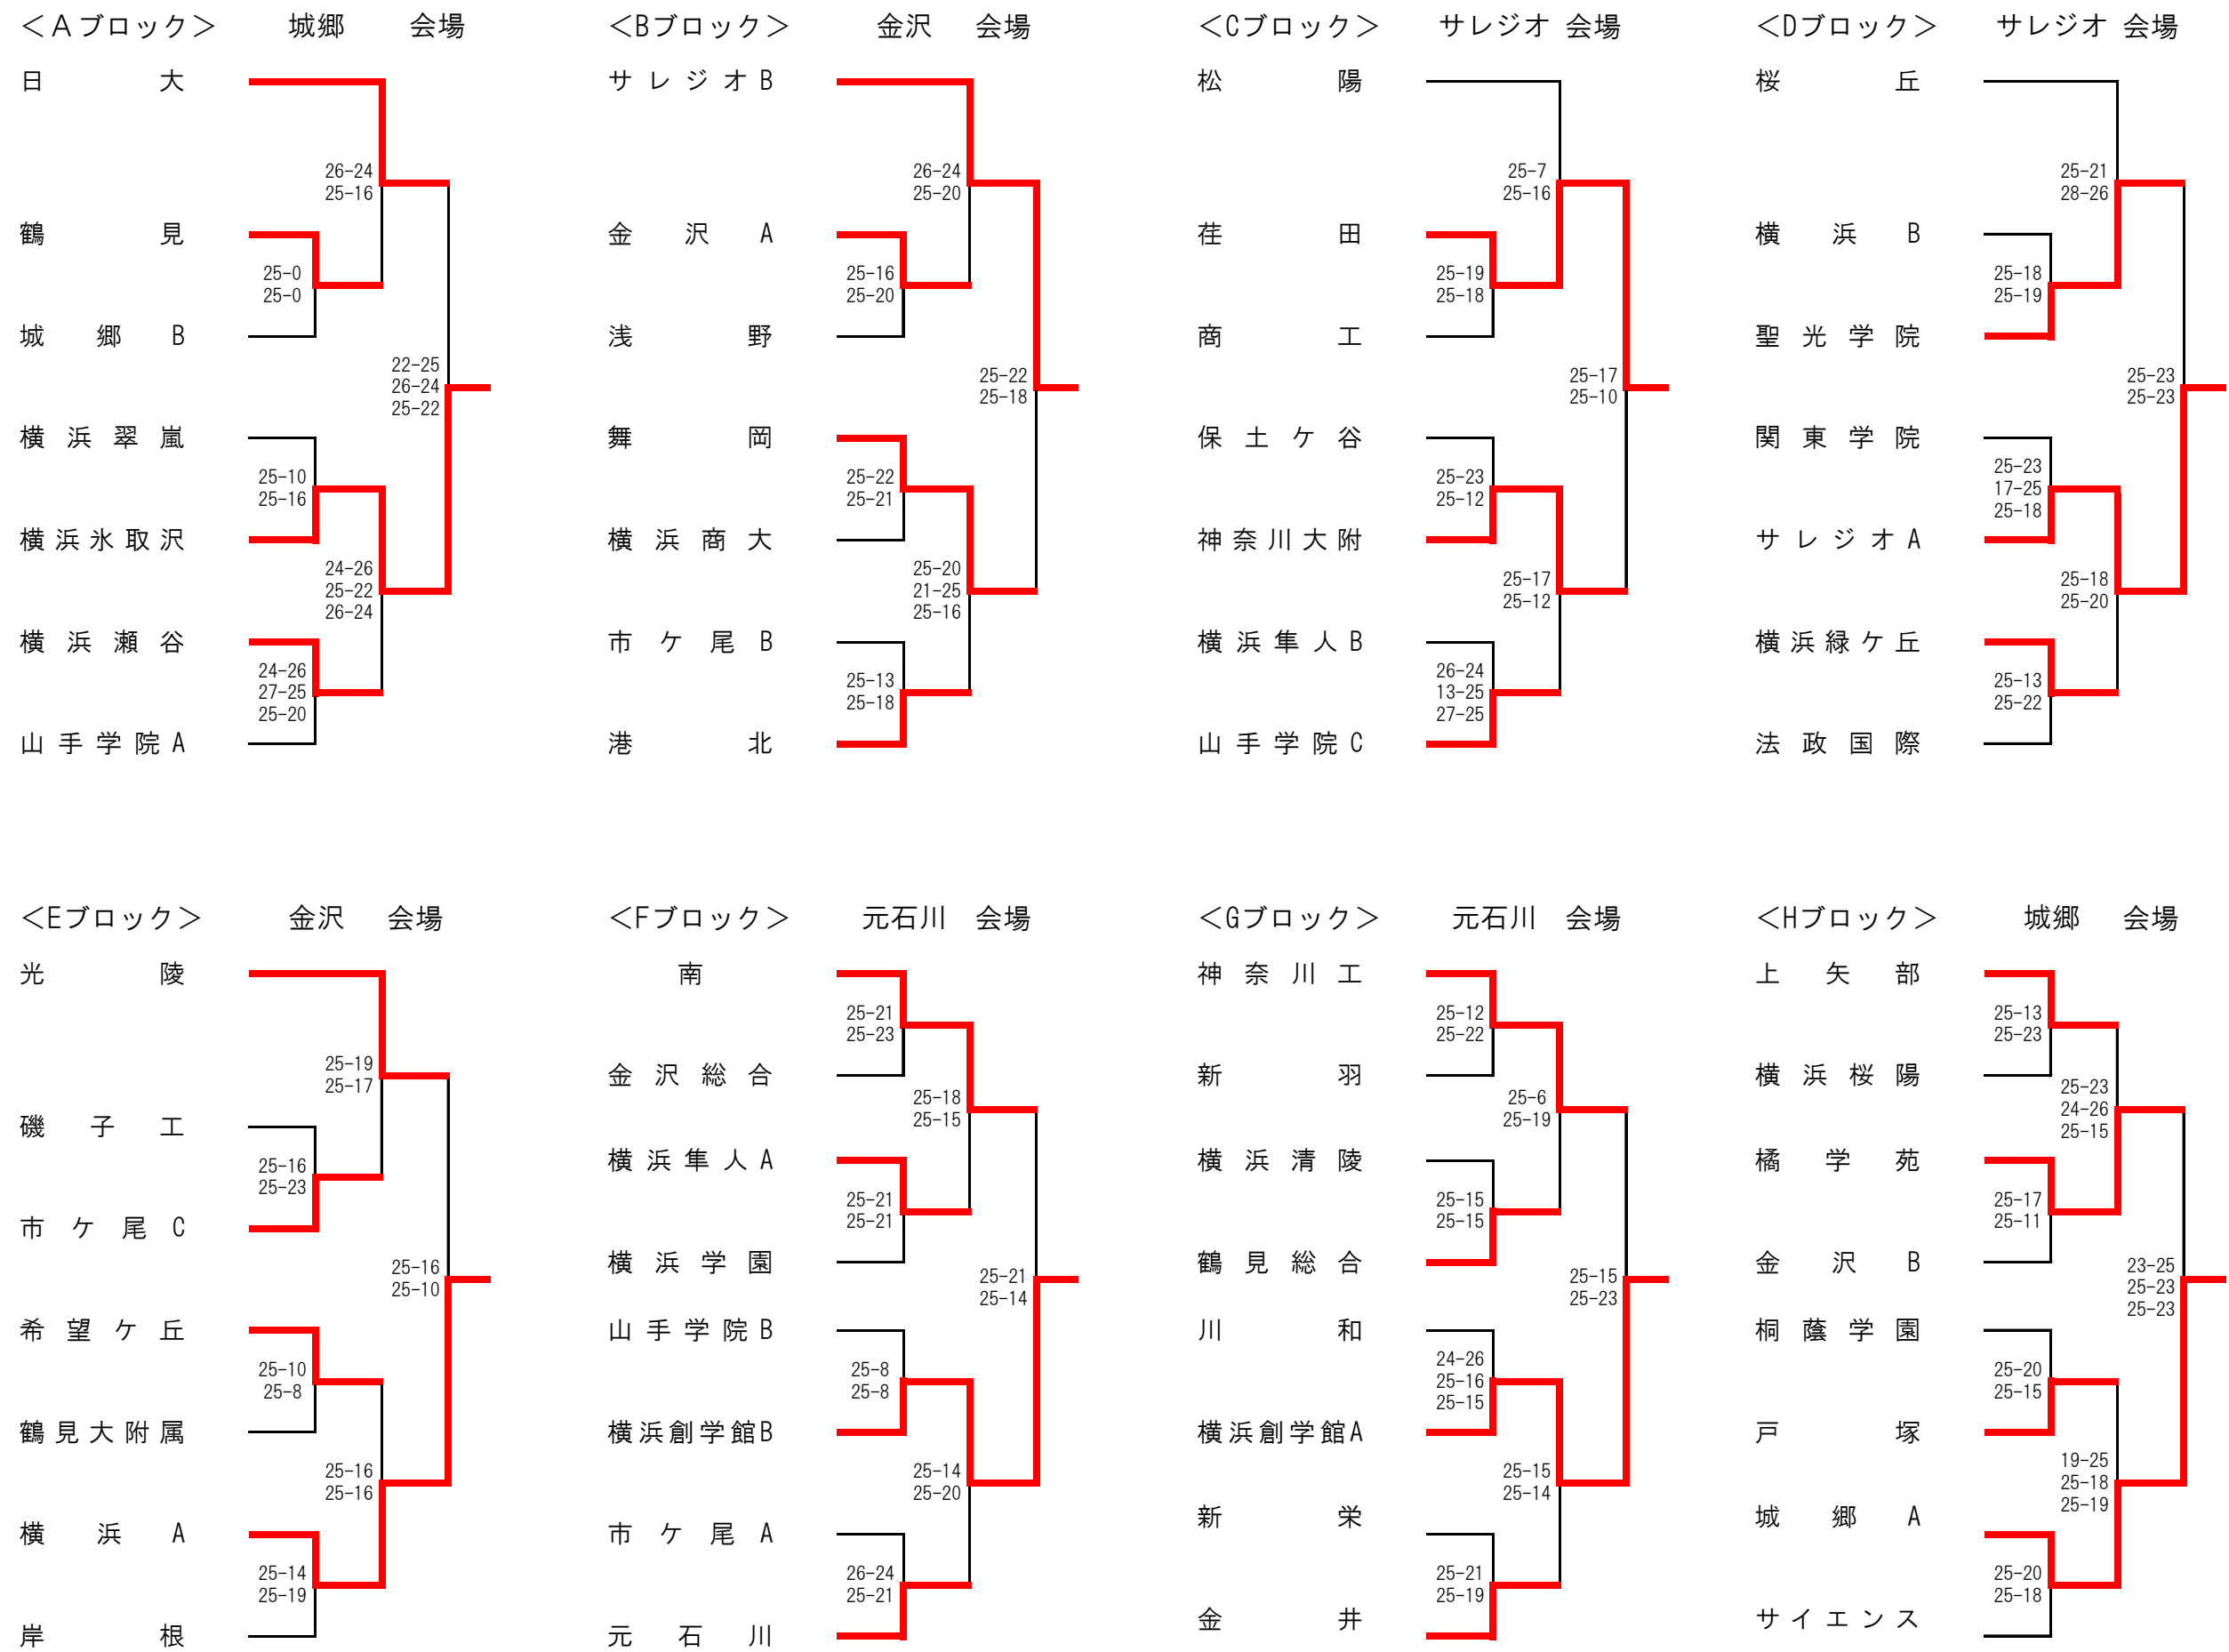 ＜Ａブロック＞ 城郷 会場
日大
26-24
25-16
鶴見
25-0
25-0
城郷B
22-25
26-24
25-22
横浜翠嵐
25-10
25-16
横浜氷取沢
24-26
25-22
26-24
横浜瀬谷
24-26
27-25
25-20
山手学院A
＜Bブロック＞ 金沢 会場
サレジオB
26-24
25-20
金沢A
25-16
25-20
浅野
25-22
25-18
舞岡
25-22
25-21
横浜商大
25-20
21-25
25-16
市ケ尾B
25-13
25-18
港北
＜Cブロック＞ サレジオ 会場
松陽
25-7
25-16
荏田
25-19
25-18
商工
25-17
25-10
保土ケ谷
25-23
25-12
神奈川大附
25-17
25-12
横浜隼人B
26-24
13-25
27-25
山手学院C
＜Dブロック＞ サレジオ 会場
桜丘
25-21
28-26
横浜B
25-18
25-19
聖光学院
25-23
25-23
関東学院
25-23
17-25
25-18
サレジオA
25-18
25-20
横浜緑ケ丘
25-13
25-22
法政国際
＜Eブロック＞ 金沢 会場
光陵
25-19
25-17
磯子工
25-16
25-23
市ケ尾C
25-16
25-10
希望ケ丘
25-10
25-8
鶴見大附属
25-16
25-16
横浜A
25-14
25-19
岸根
＜Fブロック＞ 元石川 会場
南
25-21
25-23
金沢総合
25-18
25-15
横浜隼人A
25-21
25-21
横浜学園
25-21
25-14
山手学院B
25-8
25-8
横浜創学館B
25-14
25-20
市ケ尾A
26-24
25-21
元石川
＜Gブロック＞ 元石川 会場
神奈川工
25-12
25-22
新羽
25-6
25-19
横浜清陵
25-15
25-15
鶴見総合
25-15
25-23
川和
24-26
25-16
25-15
横浜創学館A
25-15
25-14
新栄
25-21
25-19
金井
＜Hブロック＞ 城郷 会場
上矢部
25-13
25-23
横浜桜陽
25-23
24-26
25-15
橘学苑
25-17
25-11
金沢B
23-25
25-23
25-23
桐蔭学園
25-20
25-15
戸塚
19-25
25-18
25-19
城郷A
25-20
25-18
サイエンス